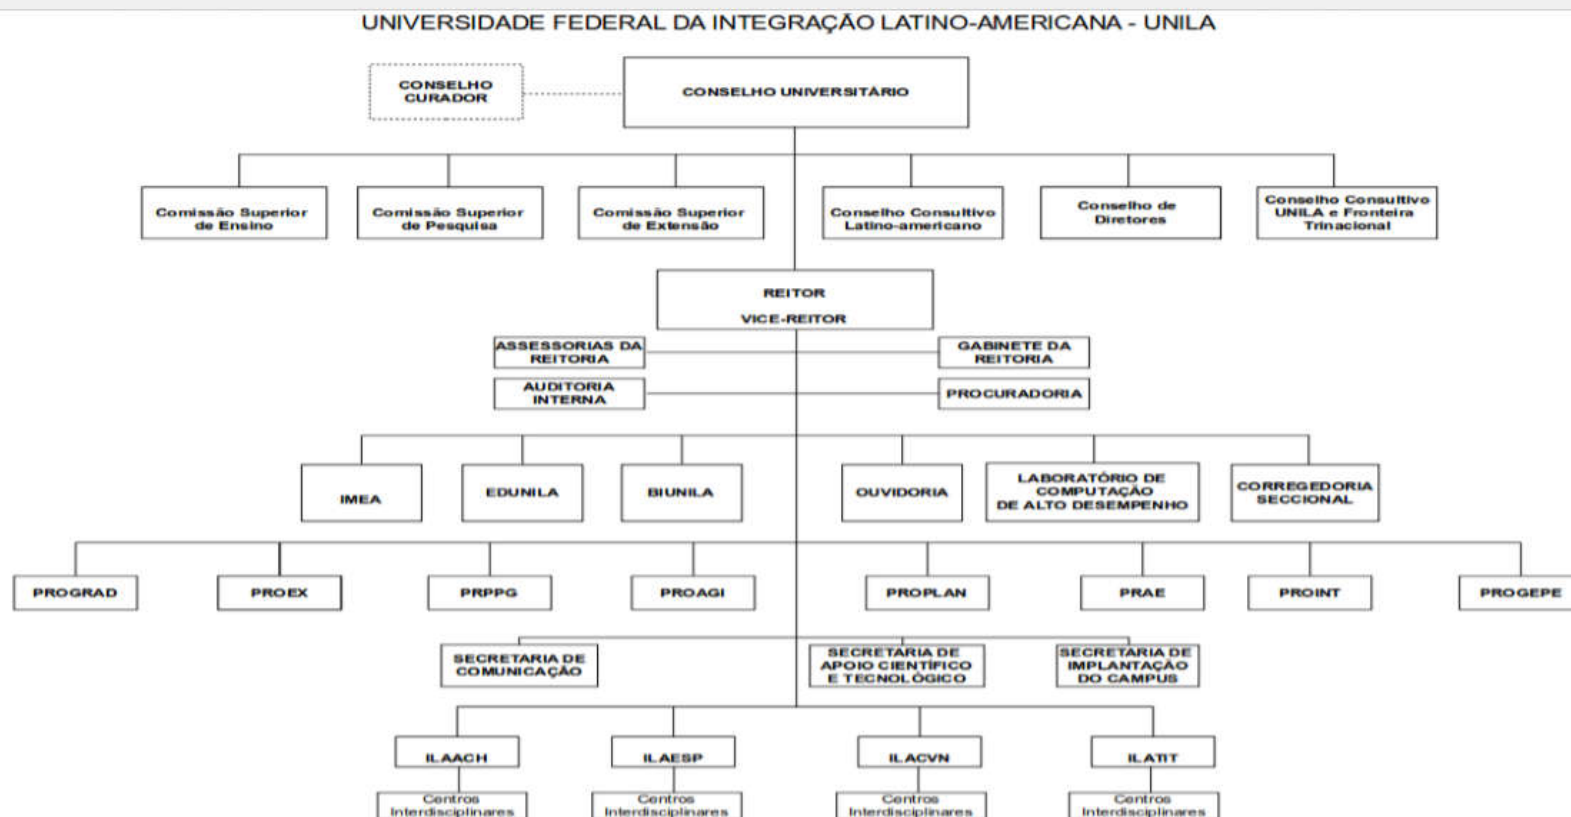 UNIVERSIDADE FEDERAL DA INTEGRAÇÃO LATINO-AMERICANA - UNILA
CONSELHO
CURADOR
CONSELHO UNIVERSITÁRIO
Comissão Superior
de Ensino
Comissão Superior
de Pesquisa
Comissão Superior
de Extensão
Conselho Consultivo
Latino-americano
Conselho de
Diretores
Conselho Consultivo
UNILA e Fronteira
Trinacional
REITOR
VICE-REITOR
ASSESSORIAS DA
REITORIA
GABINETE DA
REITORIA
AUDITORIA
INTERNA
PROCURADORIA
IMEA
EDUNILA
BIUNILA
OUVIDORIA
LABORATÓRIO DE
COMPUTAÇÃO
DE ALTO DESEMPENHO
CORREGEDORIA
SECCIONAL
PROGRAD
PROEX
PRPPG
PROAGI
PROPLAN
PRAE
PROINT
PROGEPE
SECRETARIA DE
COMUNICAÇÃO
SECRETARIA DE
APOIO CIENTÍFICO
E TECNOLÓGICO
SECRETARIA DE
IMPLANTAÇÃO
DO CAMPUS
ILAACH
ILAESP
ILACVN
ILATIT
Centros
Interdisciplinares
Centros
Interdisciplinares
Centros
Interdisciplinares
Centros
Interdisciplinares